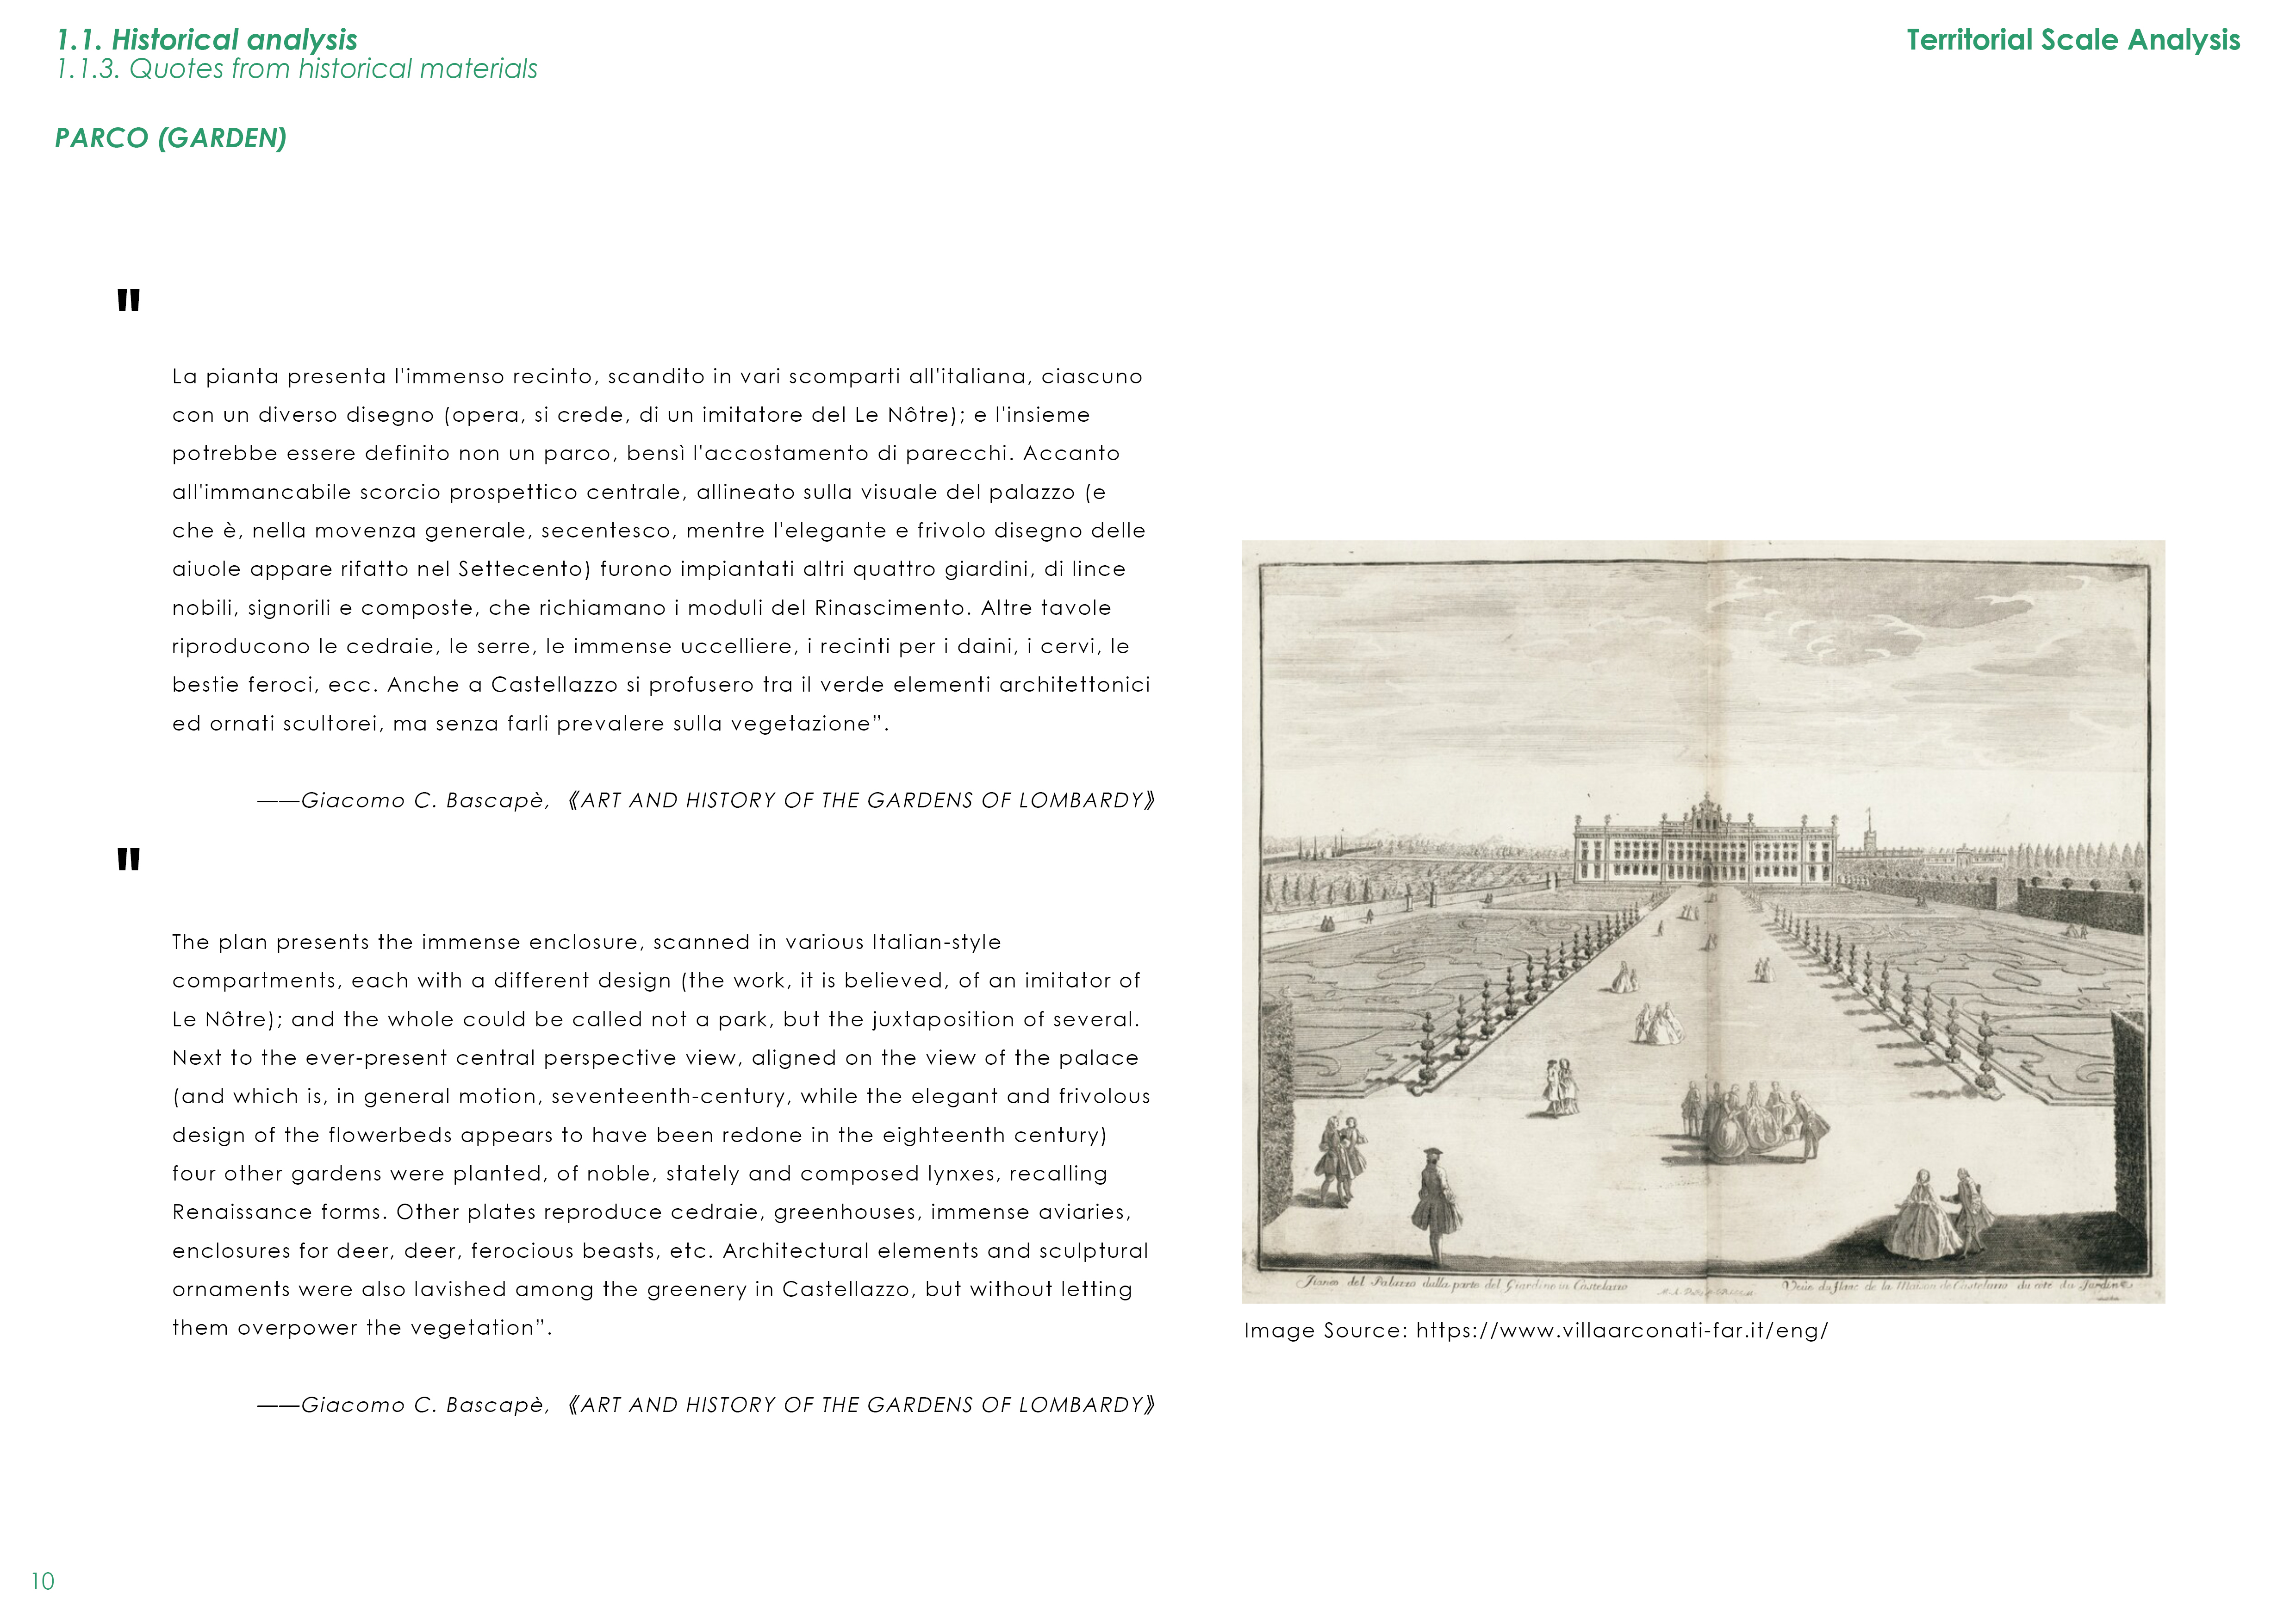 1.1. Historical analysis
1.1.3. Quotes from historical materials
Territorial Scale Analysis
PARCO (GARDEN)
"
La pianta presenta l'immenso recinto, scandito in vari scomparti all'italiana, ciascuno
con un diverso disegno (opera, si crede, di un imitatore del Le Nôtre); e l'insieme
potrebbe essere definito non un parco, bensì l'accostamento di parecchi. Accanto
all'immancabile scorcio prospettico centrale, allineato sulla visuale del palazzo (e
che è, nella movenza generale, secentesco, mentre l'elegante e frivolo disegno delle
aiuole appare rifatto nel Settecento) furono impiantati altri quattro giardini, di lince
nobili, signorili e composte, che richiamano i moduli del Rinascimento. Altre tavole
riproducono le cedraie, le serre, le immense uccelliere, i recinti per i daini, i cervi, le
bestie feroci, ecc. Anche a Castellazzo si profusero tra il verde elementi architettonici
ed ornati scultorei, ma senza farli prevalere sulla vegetazione”.
——Giacomo C. Bascapè, 《ART AND HISTORY OF THE GARDENS OF LOMBARDY》
"
The plan presents the immense enclosure, scanned in various Italian-style
compartments, each with a different design (the work, it is believed, of an imitator of
Le Nôtre); and the whole could be called not a park, but the juxtaposition of several.
Next to the ever-present central perspective view, aligned on the view of the palace
(and which is, in general motion, seventeenth-century, while the elegant and frivolous
design of the flowerbeds appears to have been redone in the eighteenth century)
four other gardens were planted, of noble, stately and composed lynxes, recalling
Renaissance forms. Other plates reproduce cedraie, greenhouses, immense aviaries,
enclosures for deer, deer, ferocious beasts, etc. Architectural elements and sculptural
ornaments were also lavished among the greenery in Castellazzo, but without letting
them overpower the vegetation”.
——Giacomo C. Bascapè, 《ART AND HISTORY OF THE GARDENS OF LOMBARDY》
Fianco del Palazzo dalla parte del Giardino in Castelazzo
Veüe du flanc de la Maison de Castelazzo du coté du Jardin
Image Source: https://www.villaarconati-far.it/eng/
10